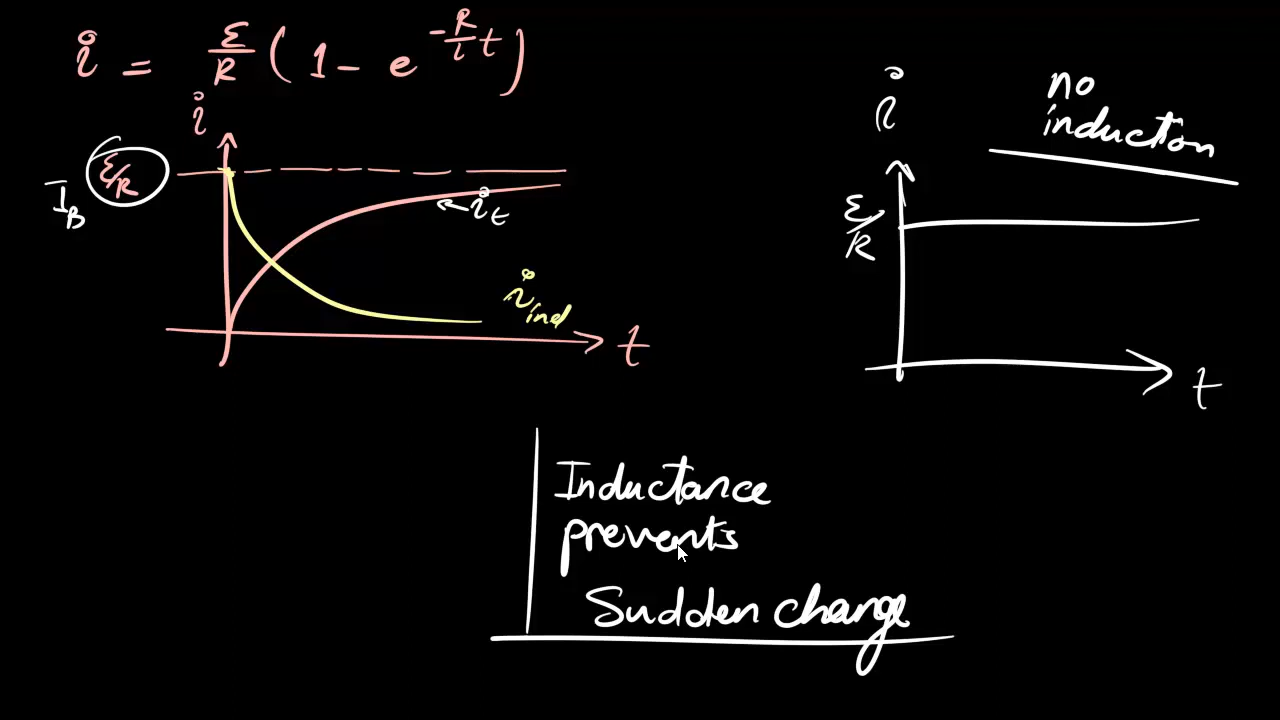 i = ε/R (1 - e^(-R/L t))
i
ε/R
I_B
i_t
i_ind
t
i
no
induction
ε/R
t
Inductance
prevents
Sudden change